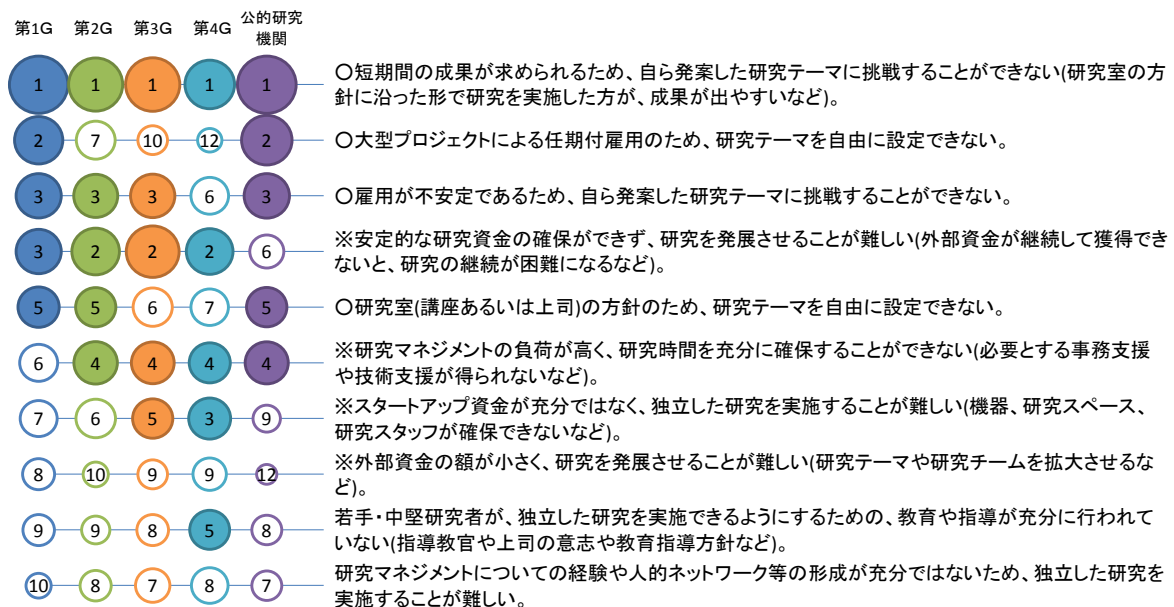 第1G 第2G 第3G 第4G 公的研究
機関
1 1 1 1 1
〇短期間の成果が求められるため、自ら発案した研究テーマに挑戦することができない(研究室の方
針に沿った形で研究を実施した方が、成果が出やすいなど)。
2 7 10 12 2 〇大型プロジェクトによる任期付雇用のため、研究テーマを自由に設定できない。
3 3 3 6 3 〇雇用が不安定であるため、自ら発案した研究テーマに挑戦することができない。
3 2 2 2 6
※安定的な研究資金の確保ができず、研究を発展させることが難しい(外部資金が継続して獲得でき
ないと、研究の継続が困難になるなど)。
5 5 6 7 5 〇研究室(講座あるいは上司)の方針のため、研究テーマを自由に設定できない。
6 4 4 4 4
※研究マネジメントの負荷が高く、研究時間を充分に確保することができない(必要とする事務支援
や技術支援が得られないなど)。
7 6 5 3 9
※スタートアップ資金が充分ではなく、独立した研究を実施することが難しい(機器、研究スペース、
研究スタッフが確保できないなど)。
8 10 9 9 12
※外部資金の額が小さく、研究を発展させることが難しい(研究テーマや研究チームを拡大させるな
ど)。
9 9 8 5 8
若手・中堅研究者が、独立した研究を実施できるようにするための、教育や指導が充分に行われて
いない(指導教官や上司の意志や教育指導方針など)。
10 8 7 8 7
研究マネジメントについての経験や人的ネットワーク等の形成が充分ではないため、独立した研究を
実施することが難しい。